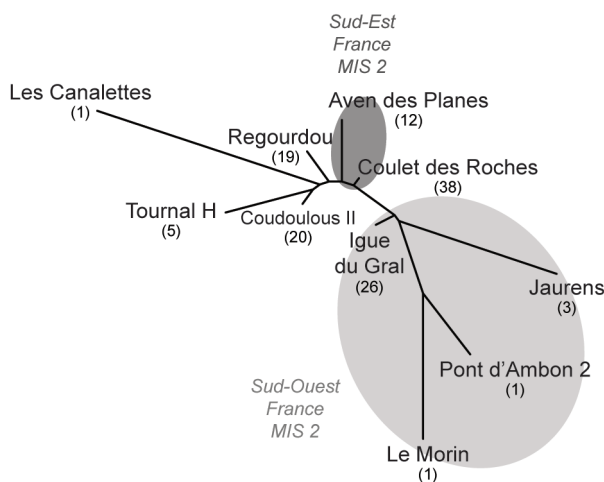 Sud-Est
France
MIS 2
Les Canalettes
(1)
Aven des Planes
(12)
Regourdou
(19)
Coulet des Roches
(38)
Tournal H
(5)
Coudoulous II
(20)
Igue
du Gral
(26)
Jaurens
(3)
Pont d’Ambon 2
(1)
Sud-Ouest
France
MIS 2
Le Morin
(1)